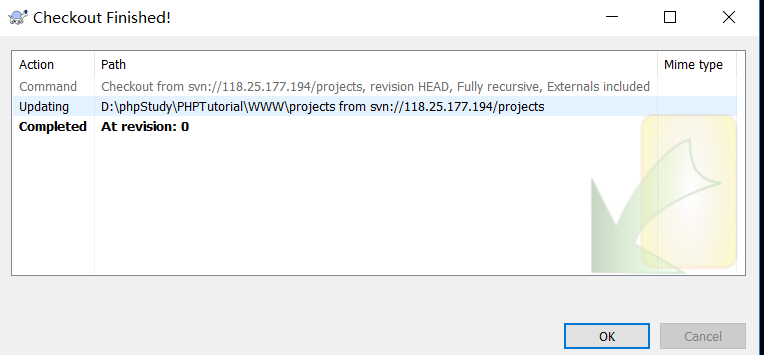 Checkout Finished!
Action Path Mime type
Command Checkout from svn://118.25.177.194/projects, revision HEAD, Fully recursive, Externals included
Updating D:\phpStudy\PHPTutorial\WWW\projects from svn://118.25.177.194/projects
Completed At revision: 0
OK Cancel